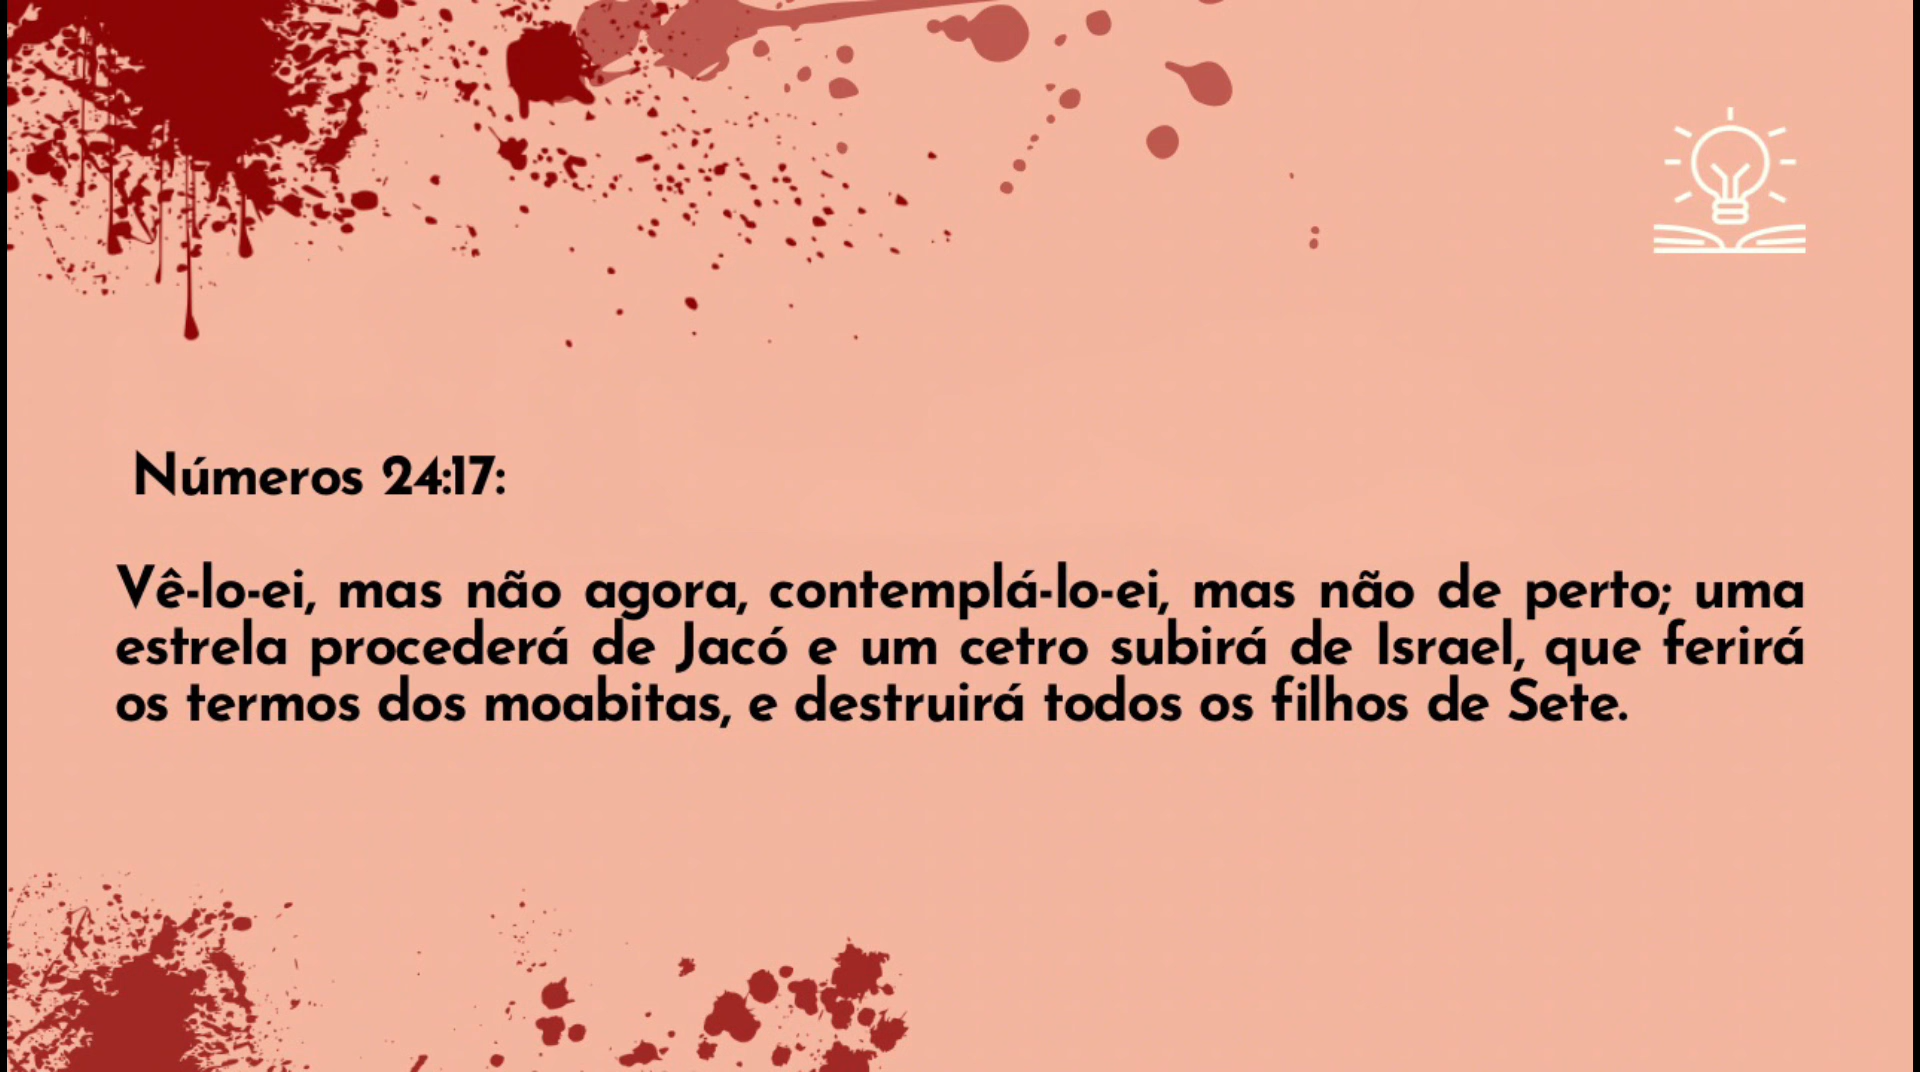 Números 24:17:
Vê-lo-ei, mas não agora, contemplá-lo-ei, mas não de perto; uma
estrela procederá de Jacó e um cetro subirá de Israel, que ferirá
os termos dos moabitas, e destruirá todos os filhos de Sete.